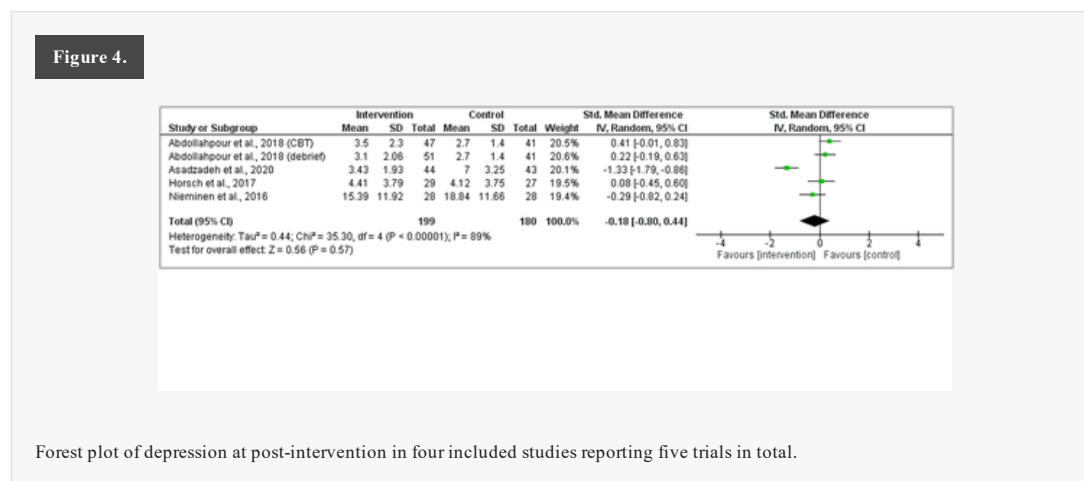 Figure 4.
Intervention Control Std. Mean Difference Std. Mean Difference
Study or Subgroup Mean SD Total Mean SD Total Weight IV, Random, 95% CI IV, Random, 95% CI
Abdollahpour et al., 2018 (CBT) 3.5 2.3 47 2.7 1.4 41 20.5% 0.41 [-0.01, 0.83]
Abdollahpour et al., 2018 (debrief) 3.1 2.06 51 2.7 1.4 41 20.6% 0.22 [-0.19, 0.63]
Asadzadeh et al., 2020 3.43 1.93 44 7 3.25 43 20.1% -1.33 [-1.79, -0.86]
Horsch et al., 2017 4.41 3.79 29 4.12 3.75 27 19.5% 0.08 [-0.45, 0.60]
Nieminen et al., 2016 15.39 11.92 28 18.84 11.66 28 19.4% -0.29 [-0.82, 0.24]
Total (95% CI) 199 180 100.0% -0.18 [-0.80, 0.44]
Heterogeneity: Tau² = 0.44; Chi² = 35.30, df = 4 (P < 0.00001); I² = 89%
Test for overall effect: Z = 0.56 (P = 0.57)
-4 -2 0 2 4
Favours [intervention] Favours [control]
Forest plot of depression at post-intervention in four included studies reporting five trials in total.